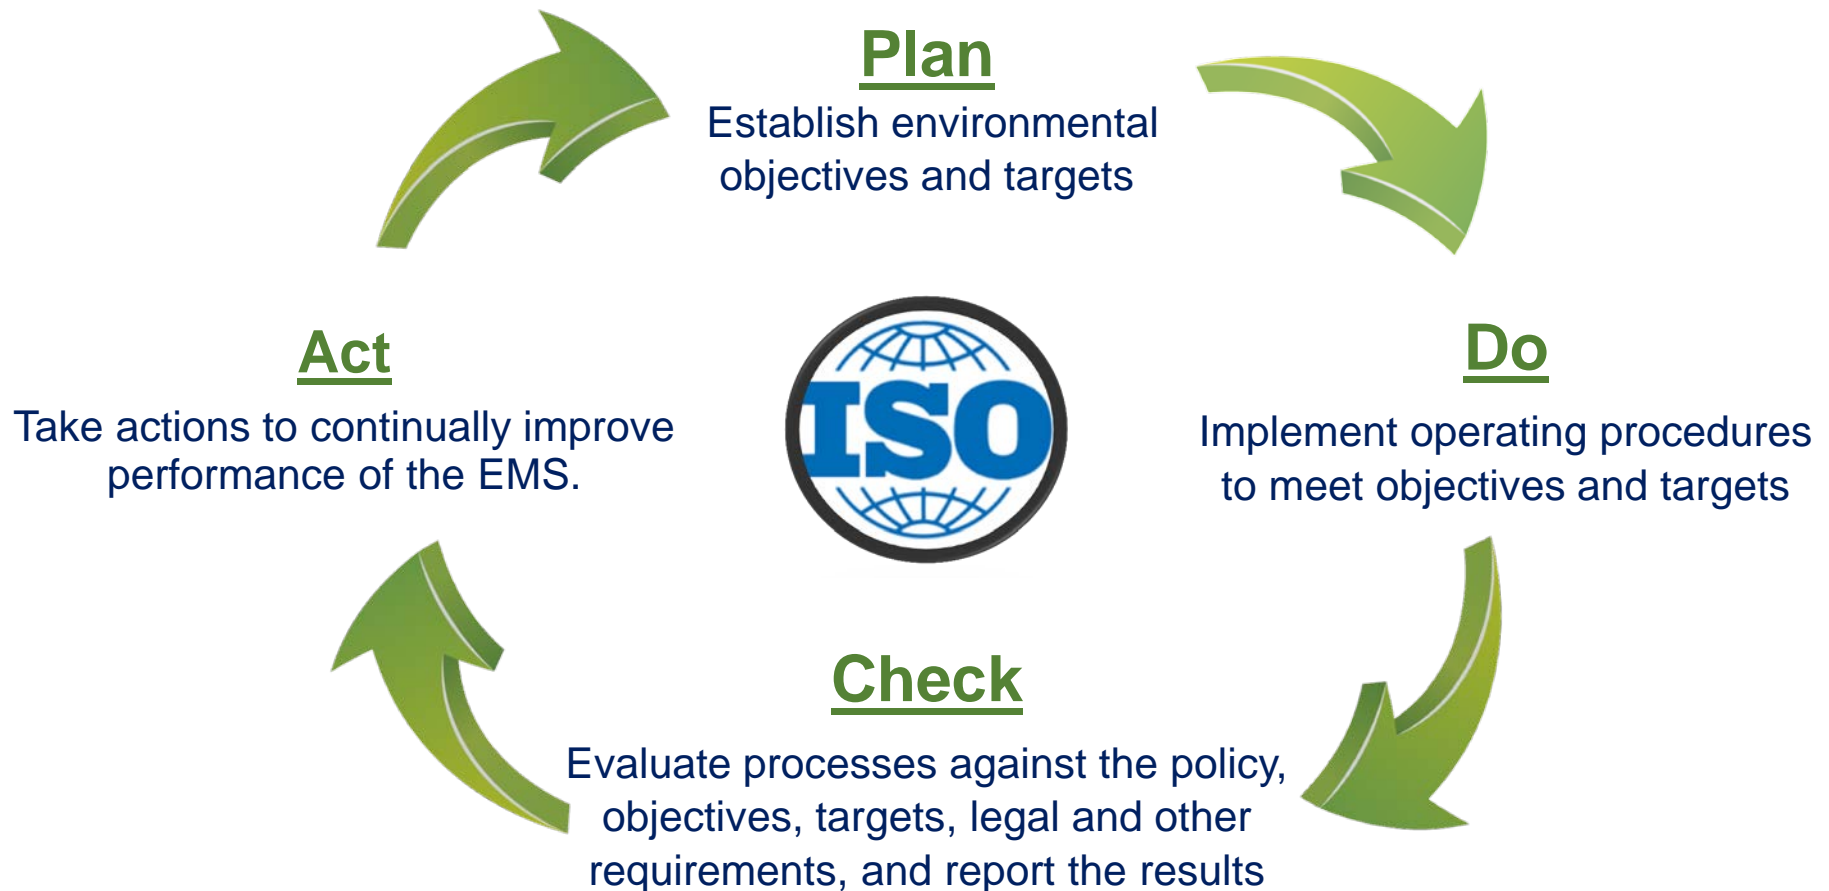 Plan
Establish environmental
objectives and targets
Do
Implement operating procedures
to meet objectives and targets
Check
Evaluate processes against the policy,
objectives, targets, legal and other
requirements, and report the results
Act
Take actions to continually improve
performance of the EMS.
ISO